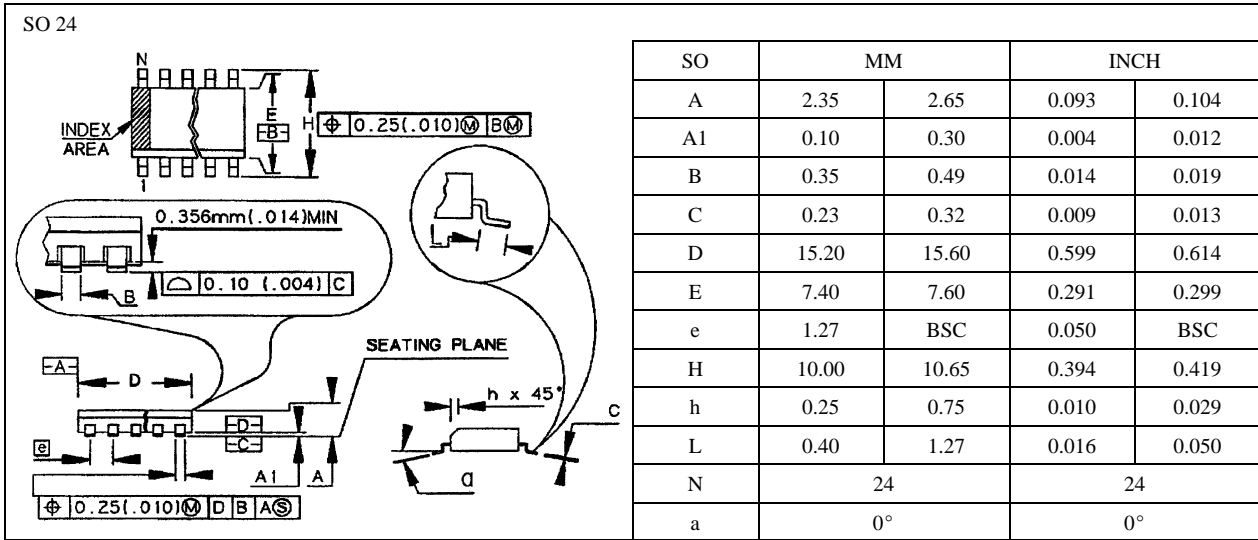 SO 24
N
INDEX
AREA
1
E
-B-
H
⌖ 0.25(.010)Ⓜ BⓂ
0.356mm(.014)MIN
B
⌓ 0.10 (.004) C
L
-A-
D
SEATING PLANE
-D-
-C-
e
A1
A
⌖ 0.25(.010)Ⓜ D B AⓈ
h x 45°
C
a
SO MM INCH
A 2.35 2.65 0.093 0.104
A1 0.10 0.30 0.004 0.012
B 0.35 0.49 0.014 0.019
C 0.23 0.32 0.009 0.013
D 15.20 15.60 0.599 0.614
E 7.40 7.60 0.291 0.299
e 1.27 BSC 0.050 BSC
H 10.00 10.65 0.394 0.419
h 0.25 0.75 0.010 0.029
L 0.40 1.27 0.016 0.050
N 24 24
a 0° 0°